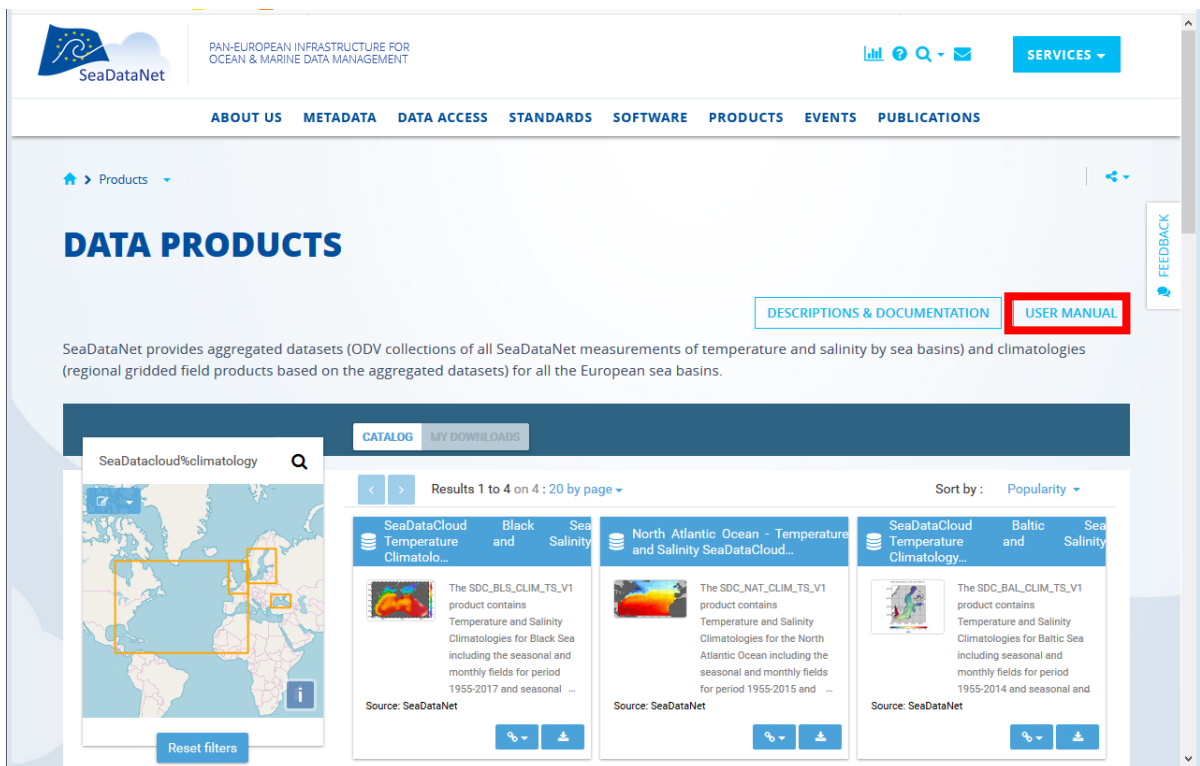 SeaDataNet
PAN-EUROPEAN INFRASTRUCTURE FOR
OCEAN & MARINE DATA MANAGEMENT
SERVICES
ABOUT US METADATA DATA ACCESS STANDARDS SOFTWARE PRODUCTS EVENTS PUBLICATIONS
Products
FEEDBACK
DATA PRODUCTS
DESCRIPTIONS & DOCUMENTATION USER MANUAL
SeaDataNet provides aggregated datasets (ODV collections of all SeaDataNet measurements of temperature and salinity by sea basins) and climatologies
(regional gridded field products based on the aggregated datasets) for all the European sea basins.
CATALOG MY DOWNLOADS
SeaDatacloud%climatology
Results 1 to 4 on 4 : 20 by page
Sort by : Popularity
SeaDataCloud Black Sea
Temperature and Salinity
Climatolo...
The SDC_BLS_CLIM_TS_V1
product contains
Temperature and Salinity
Climatologies for Black Sea
including the seasonal and
monthly fields for period
1955-2017 and seasonal ...
Source: SeaDataNet
North Atlantic Ocean - Temperature
and Salinity SeaDataCloud...
The SDC_NAT_CLIM_TS_V1
product contains
Temperature and Salinity
Climatologies for the North
Atlantic Ocean including the
seasonal and monthly fields
for period 1955-2015 and ...
Source: SeaDataNet
SeaDataCloud Baltic Sea
Temperature and Salinity
Climatology...
The SDC_BAL_CLIM_TS_V1
product contains
Temperature and Salinity
Climatologies for Baltic Sea
including seasonal and
monthly fields for period
1955-2014 and seasonal and
Source: SeaDataNet
i
Reset filters